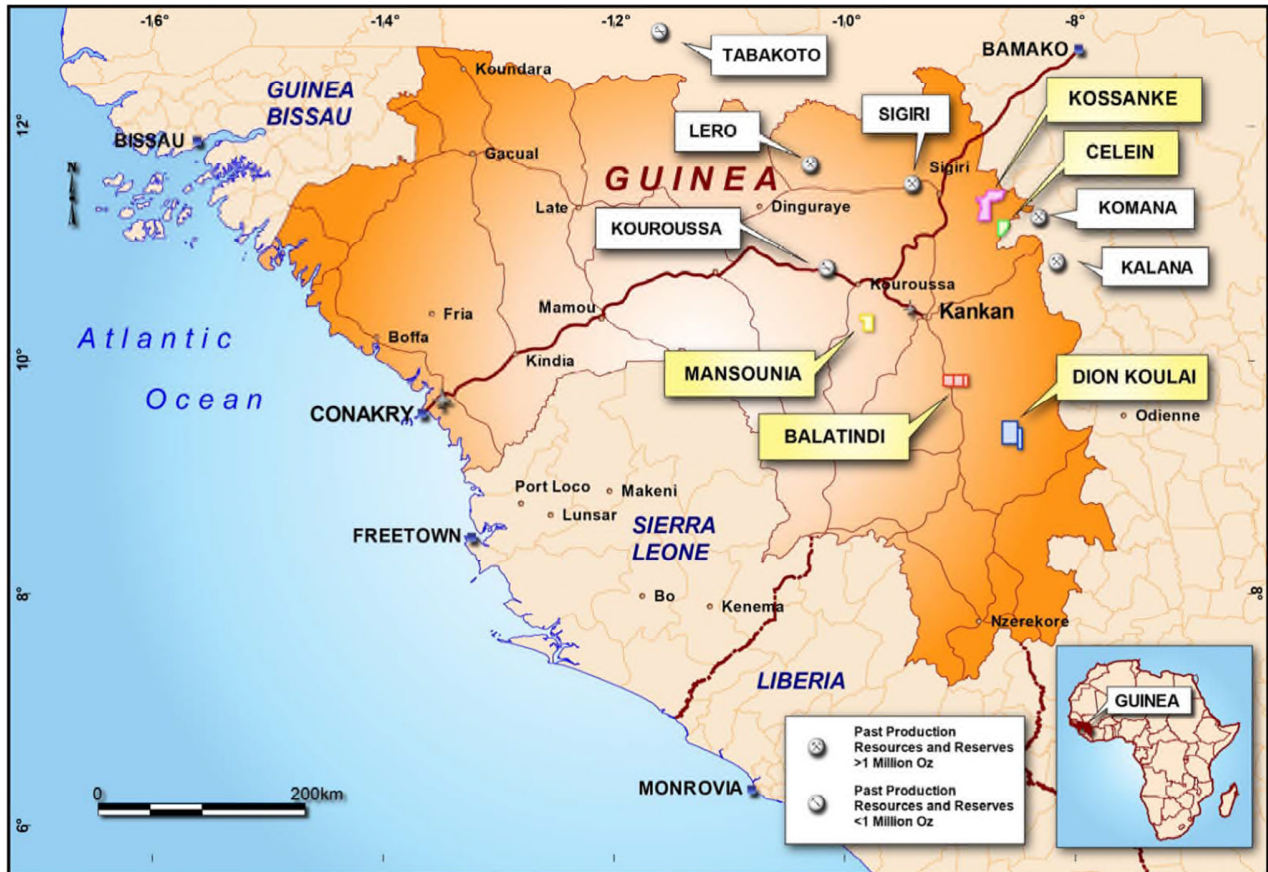 -16°
-14°
-12°
-10°
-8°
TABAKOTO
BAMAKO
Koundara
GUINEA
BISSAU
KOSSANKE
12°
LERO
SIGIRI
BISSAU
N
Gacual
Sigiri
CELEIN
GUINEA
Late
Dinguraye
KOMANA
KOUROUSSA
KALANA
Kouroussa
Fria
Mamou
Kankan
Atlantic
Ocean
Boffa
10°
Kindia
MANSOUNIA
DION KOULAI
CONAKRY
Odienne
BALATINDI
Port Loco
Makeni
Lunsar
SIERRA
LEONE
FREETOWN
8°
8
Bo
Kenema
Nzerekore
LIBERIA
GUINEA
Past Production
Resources and Reserves
>1 Million Oz
Past Production
Resources and Reserves
<1 Million Oz
MONROVIA
0
200km
6°